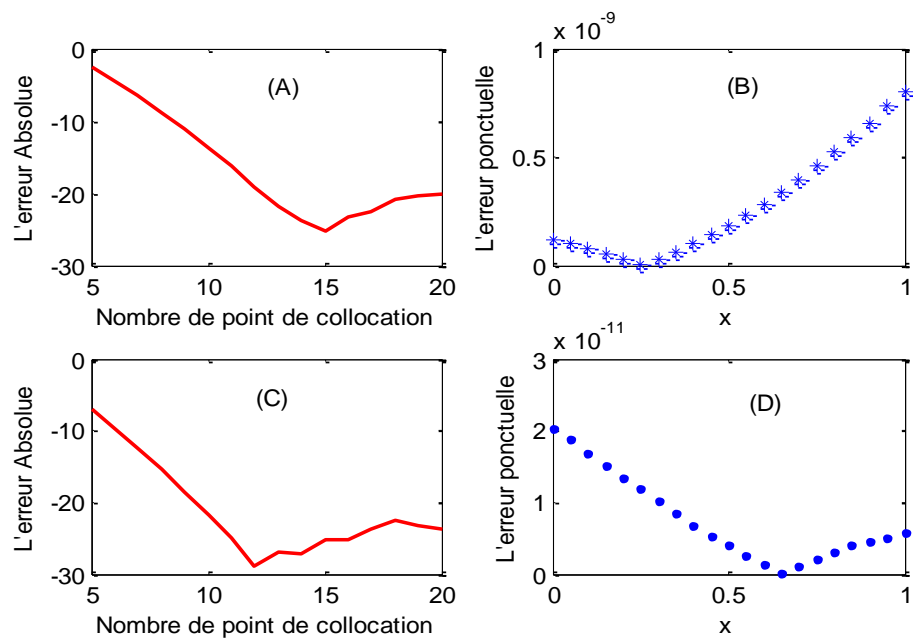 0
-10
-20
-30
5
10
15
20
L'erreur Absolue
Nombre de point de collocation
(A)
x 10^-9
1
0.5
0
0
0.5
1
L'erreur ponctuelle
x
(B)
0
-10
-20
-30
5
10
15
20
L'erreur Absolue
Nombre de point de collocation
(C)
x 10^-11
3
2
1
0
0
0.5
1
L'erreur ponctuelle
x
(D)